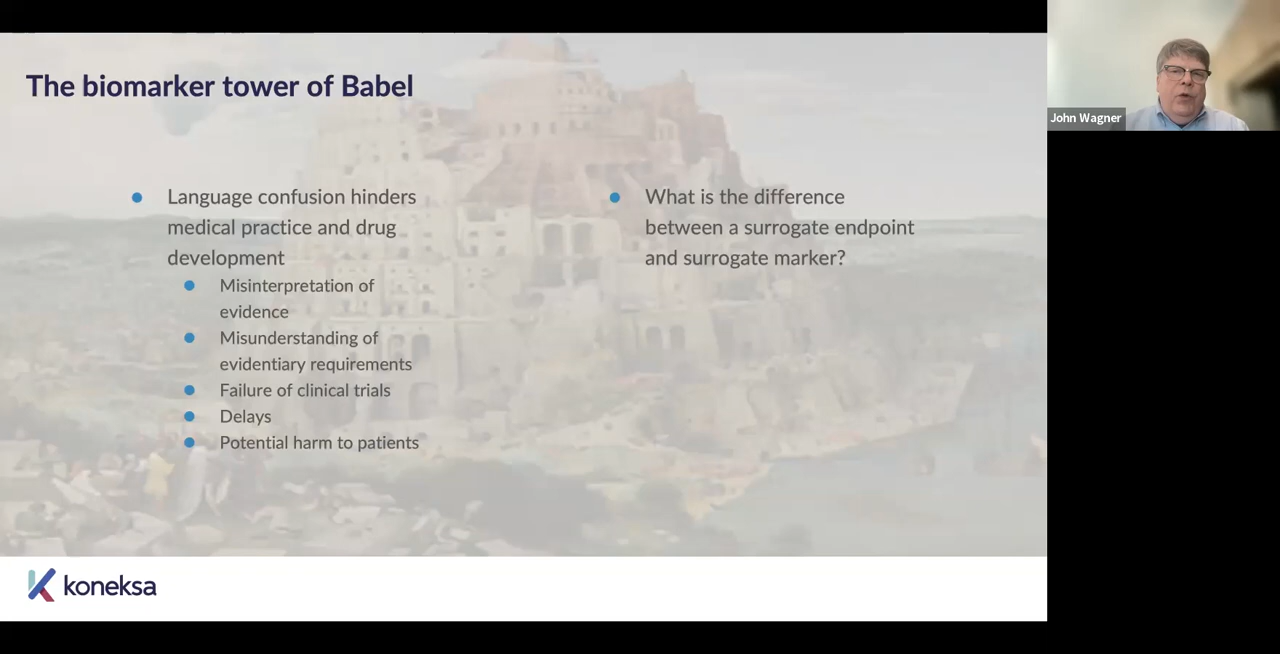 The biomarker tower of Babel
Language confusion hinders
medical practice and drug
development
Misinterpretation of
evidence
Misunderstanding of
evidentiary requirements
Failure of clinical trials
Delays
Potential harm to patients
What is the difference
between a surrogate endpoint
and surrogate marker?
koneksa
John Wagner